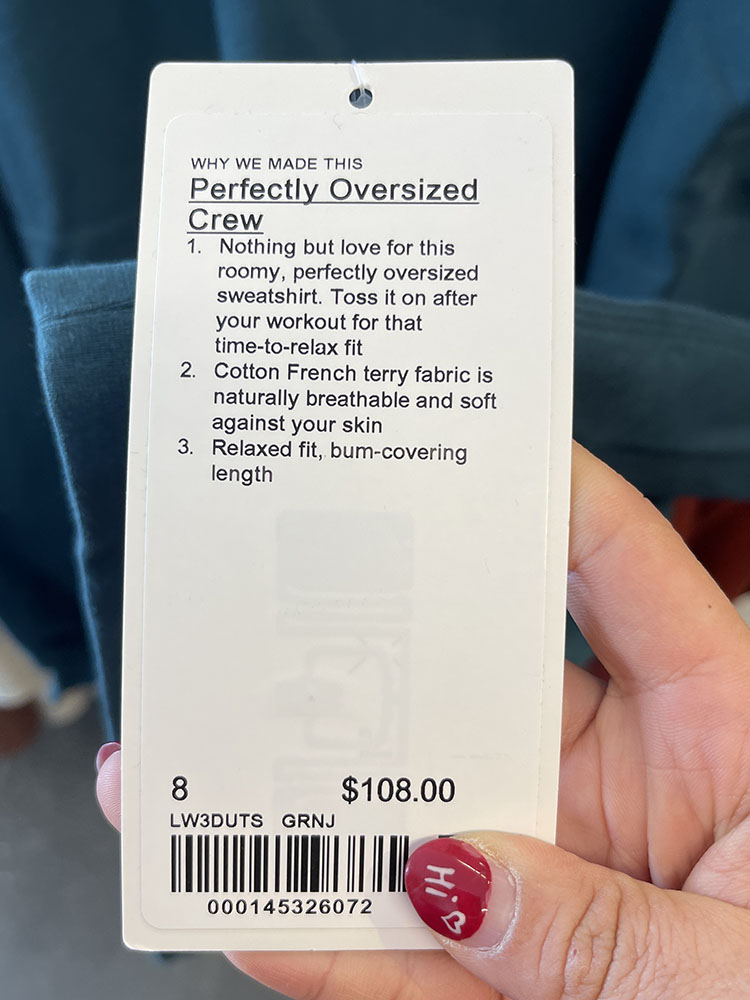 WHY WE MADE THIS
Perfectly Oversized
Crew
1. Nothing but love for this
roomy, perfectly oversized
sweatshirt. Toss it on after
your workout for that
time-to-relax fit
2. Cotton French terry fabric is
naturally breathable and soft
against your skin
3. Relaxed fit, bum-covering
length
8 $108.00
LW3DUTS GRNJ
000145326072
Hi